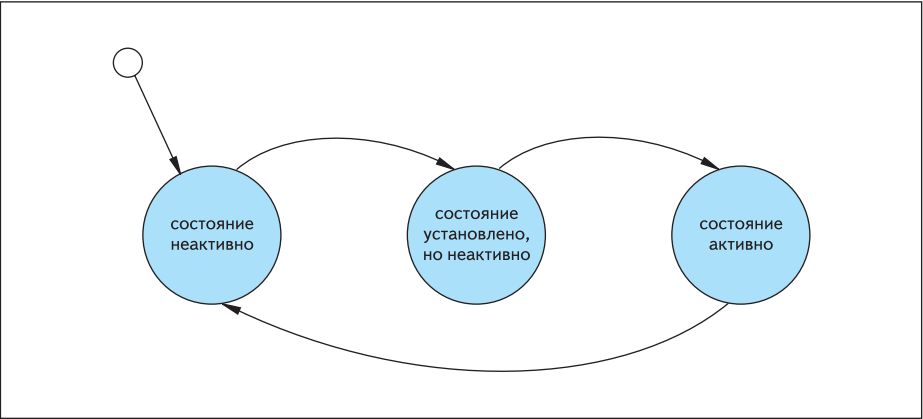 состояние
неактивно
состояние
установлено,
но неактивно
состояние
активно